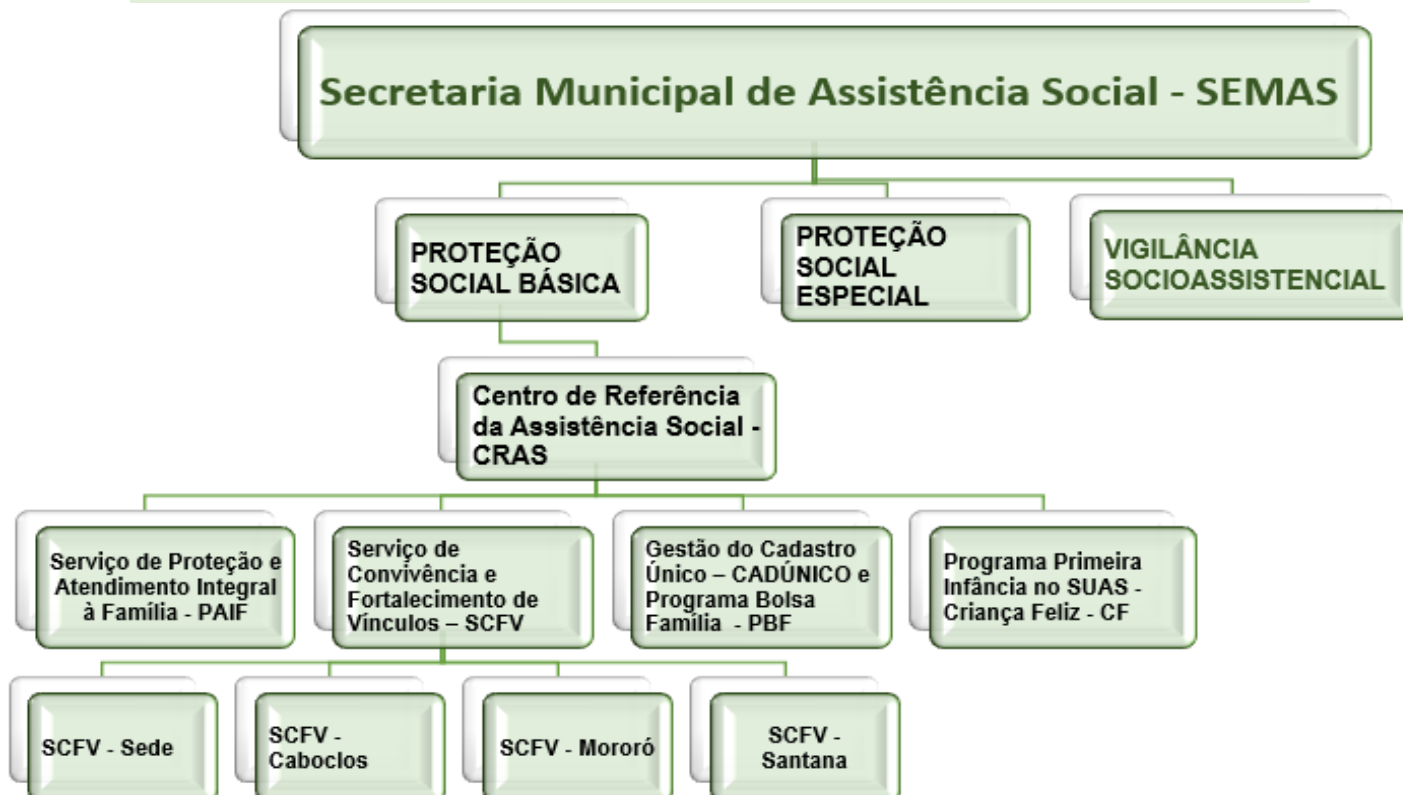 Secretaria Municipal de Assistência Social - SEMAS
PROTEÇÃO
SOCIAL BÁSICA
PROTEÇÃO
SOCIAL
ESPECIAL
VIGILÂNCIA
SOCIOASSISTENCIAL
Centro de Referência
da Assistência Social -
CRAS
Serviço de Proteção e
Atendimento Integral
à Família - PAIF
Serviço de
Convivência e
Fortalecimento de
Vínculos – SCFV
Gestão do Cadastro
Único – CADÚNICO e
Programa Bolsa
Família - PBF
Programa Primeira
Infância no SUAS -
Criança Feliz - CF
SCFV - Sede
SCFV -
Caboclos
SCFV - Mororó
SCFV -
Santana